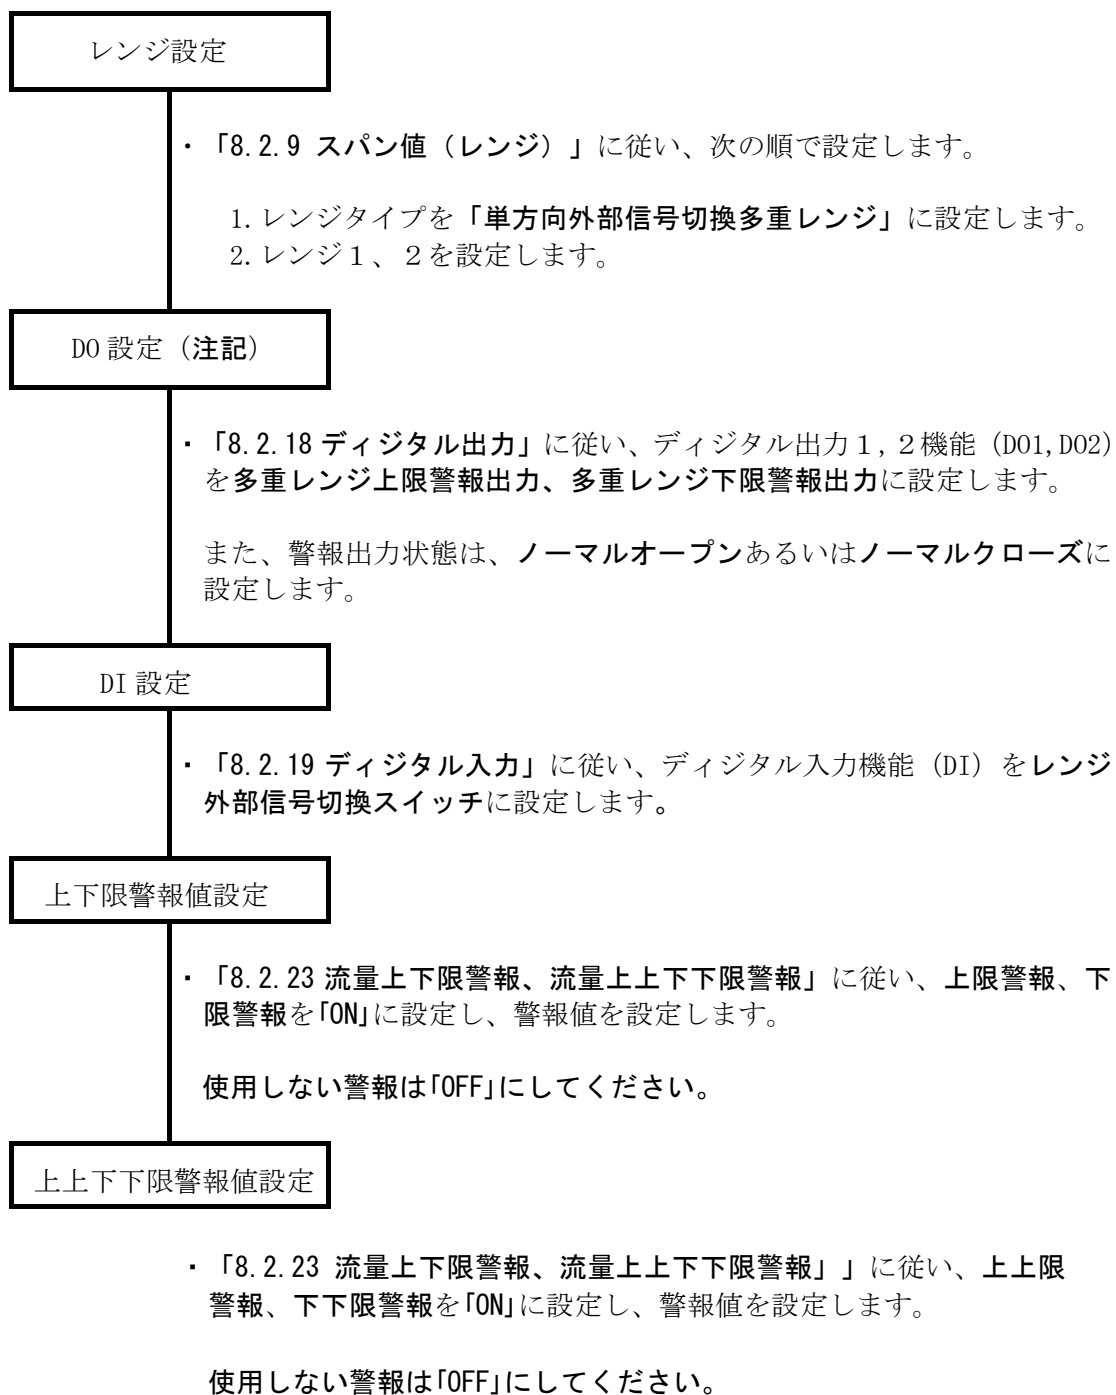 レンジ設定
・「8.2.9 スパン値（レンジ）」に従い、次の順で設定します。
1.レンジタイプを「単方向外部信号切換多重レンジ」に設定します。
2.レンジ１、２を設定します。
DO設定（注記）
・「8.2.18 ディジタル出力」に従い、ディジタル出力１,２機能（DO1,DO2）
を多重レンジ上限警報出力、多重レンジ下限警報出力に設定します。
また、警報出力状態は、ノーマルオープンあるいはノーマルクローズに
設定します。
DI設定
・「8.2.19 ディジタル入力」に従い、ディジタル入力機能（DI）をレンジ
外部信号切換スイッチに設定します。
上下限警報値設定
・「8.2.23 流量上下限警報、流量上上下下限警報」に従い、上限警報、下
限警報を｢ON｣に設定し、警報値を設定します。
使用しない警報は｢OFF｣にしてください。
上上下下限警報値設定
・「8.2.23 流量上下限警報、流量上上下下限警報」」に従い、上上限
警報、下下限警報を｢ON｣に設定し、警報値を設定します。
使用しない警報は｢OFF｣にしてください。